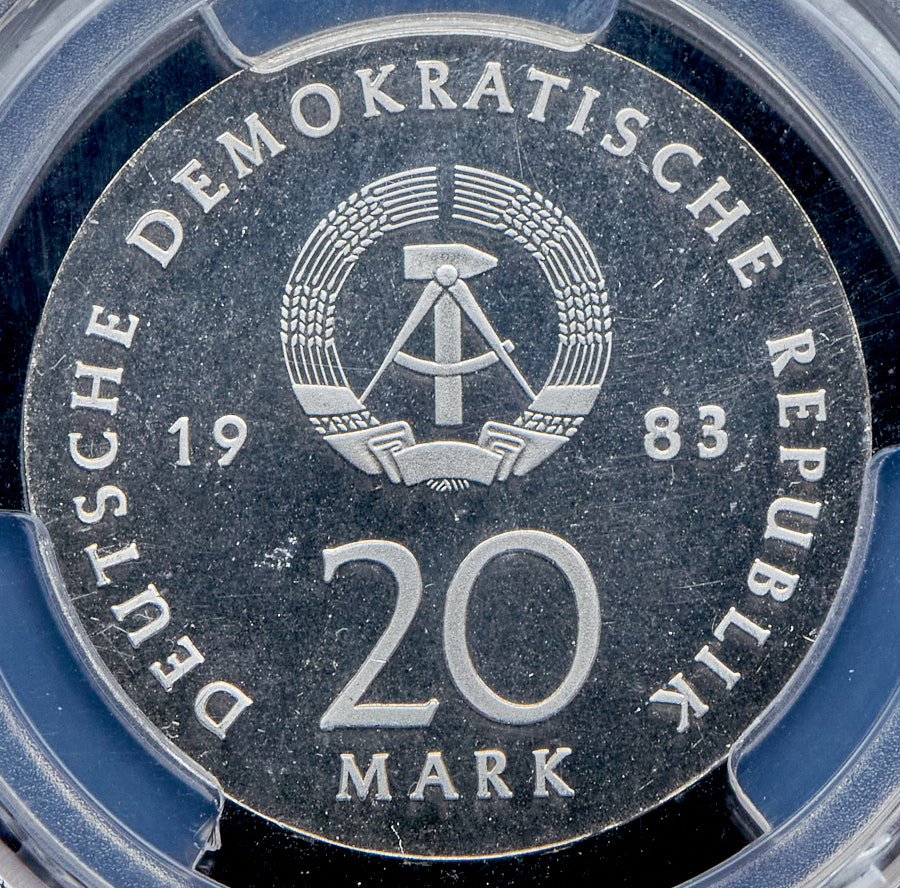 DEUTSCHE DEMOKRATISCHE REPUBLIK
19 83
20
MARK